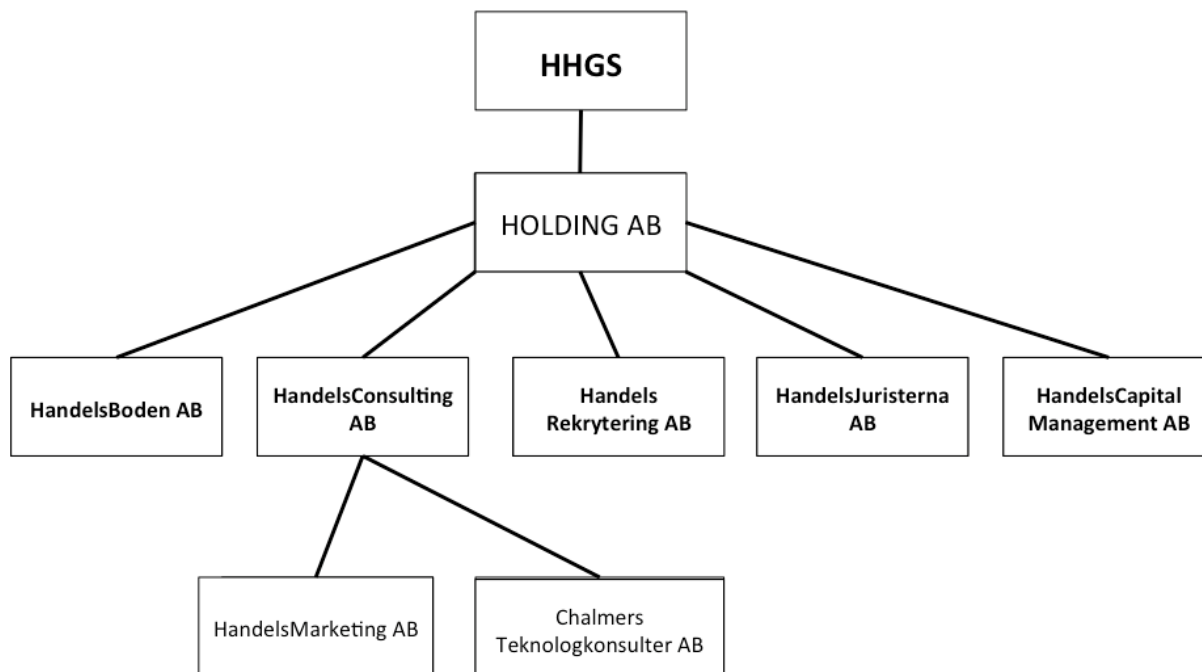 HHGS
HOLDING AB
HandelsBoden AB
HandelsConsulting
AB
Handels
Rekrytering AB
HandelsJuristerna
AB
HandelsCapital
Management AB
HandelsMarketing AB
Chalmers
Teknologkonsulter AB